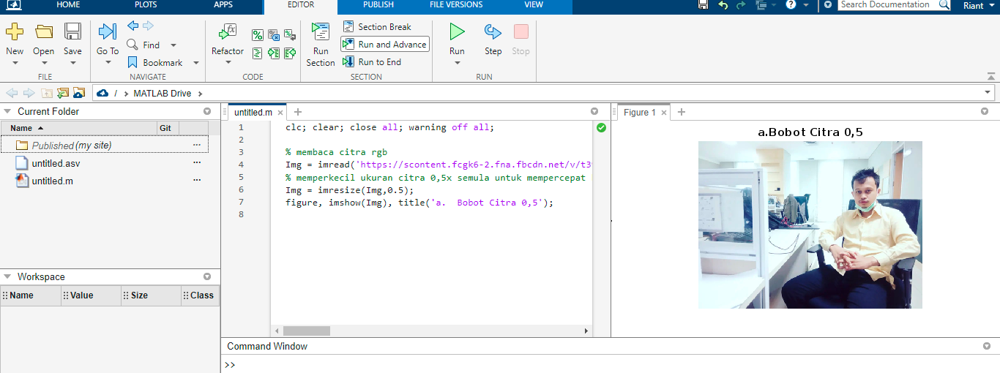 HOME PLOTS APPS EDITOR PUBLISH FILE VERSIONS VIEW Search Documentation Riant
New Open Save Go To Find Bookmark Refactor Run Section Section Break Run and Advance Run to End Run Step Stop
FILE NAVIGATE CODE SECTION RUN
/ › MATLAB Drive ›
Current Folder
Name Git
Published (my site)
untitled.asv
untitled.m
Workspace
Name Value Size Class
untitled.m
1 clc; clear; close all; warning off all;
2
3 % membaca citra rgb
4 Img = imread('https://scontent.fcgk6-2.fna.fbcdn.net/v/t3
5 % memperkecil ukuran citra 0,5x semula untuk mempercepat
6 Img = imresize(Img,0.5);
7 figure, imshow(Img), title('a.  Bobot Citra 0,5');
8
Figure 1
a.Bobot Citra 0,5
Command Window
>>